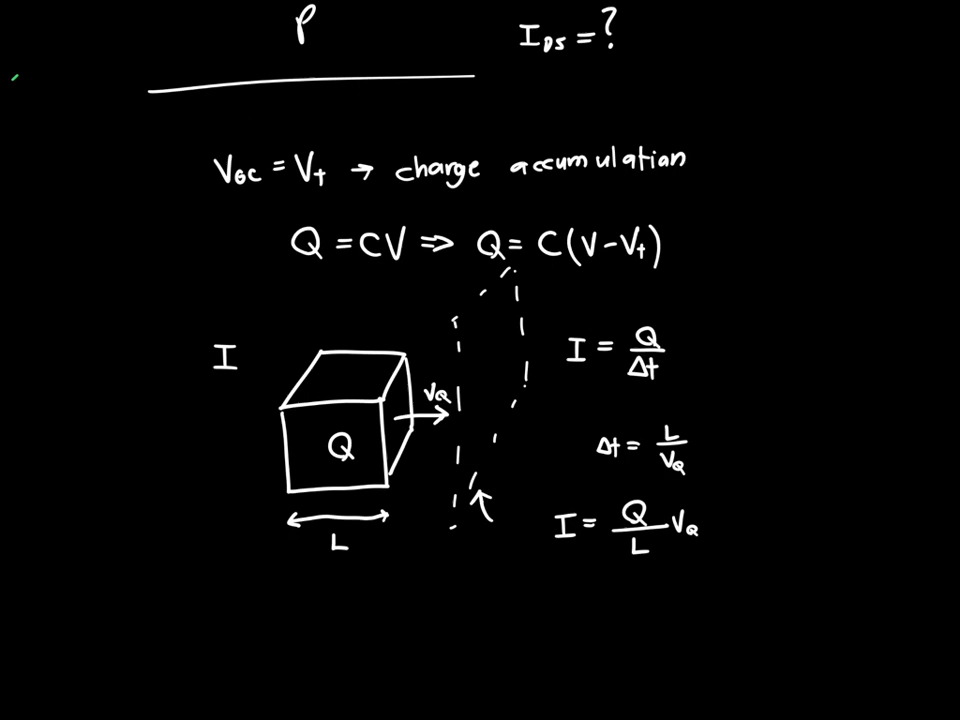 P
I_DS = ?
V_GC = V_t → charge accumulation
Q = CV ⇒ Q = C(V-V_t)
I
Q
V_Q
L
I = Q/Δt
Δt = L/V_Q
I = Q/L V_Q